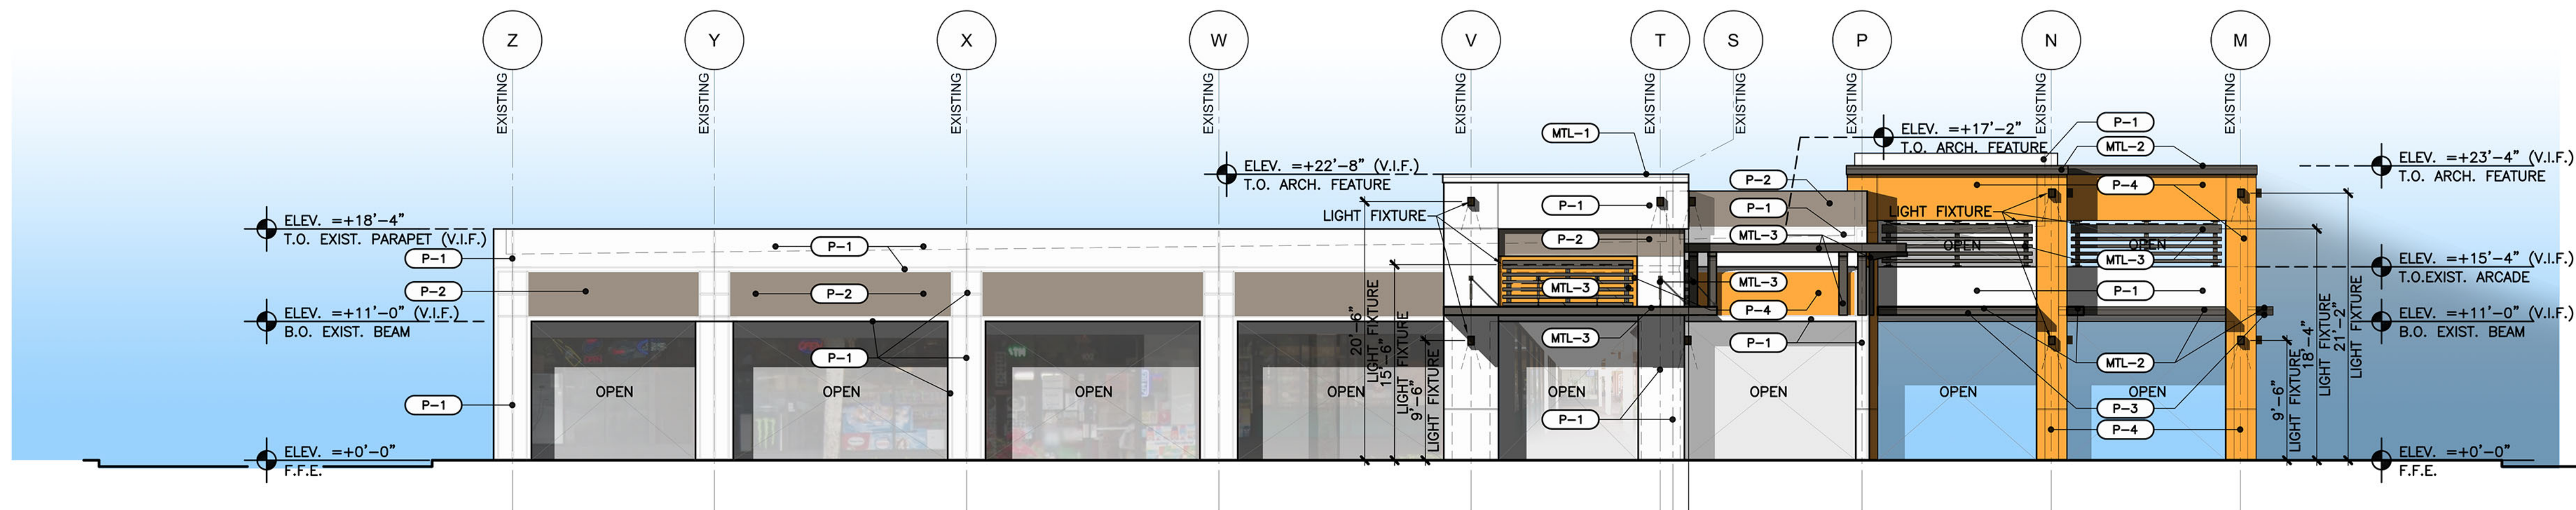 Z Y X W V T S P N M
EXISTING EXISTING EXISTING EXISTING EXISTING EXISTING EXISTING EXISTING EXISTING EXISTING
P-1
MTL-1
ELEV. =+17'-2"
T.O. ARCH. FEATURE
MTL-2
ELEV. =+22'-8" (V.I.F.)
T.O. ARCH. FEATURE
ELEV. =+23'-4" (V.I.F.)
T.O. ARCH. FEATURE
P-2
P-4
P-1
P-1
LIGHT FIXTURE
LIGHT FIXTURE
ELEV. =+18'-4"
T.O. EXIST. PARAPET (V.I.F.)
P-1
P-2
MTL-3
OPEN
OPEN
P-1
MTL-3
ELEV. =+15'-4" (V.I.F.)
T.O.EXIST. ARCADE
P-2
P-2
MTL-3
MTL-3
P-1
P-4
ELEV. =+11'-0" (V.I.F.)
B.O. EXIST. BEAM
ELEV. =+11'-0" (V.I.F.)
B.O. EXIST. BEAM
P-1
MTL-3
P-1
MTL-2
20'-6"
LIGHT FIXTURE
15'-6"
LIGHT FIXTURE
9'-6"
LIGHT FIXTURE
9'-6"
LIGHT FIXTURE
18'-4"
LIGHT FIXTURE
21'-2"
LIGHT FIXTURE
OPEN OPEN OPEN OPEN OPEN OPEN OPEN OPEN
P-1
P-1
P-3
P-4
ELEV. =+0'-0"
F.F.E.
ELEV. =+0'-0"
F.F.E.